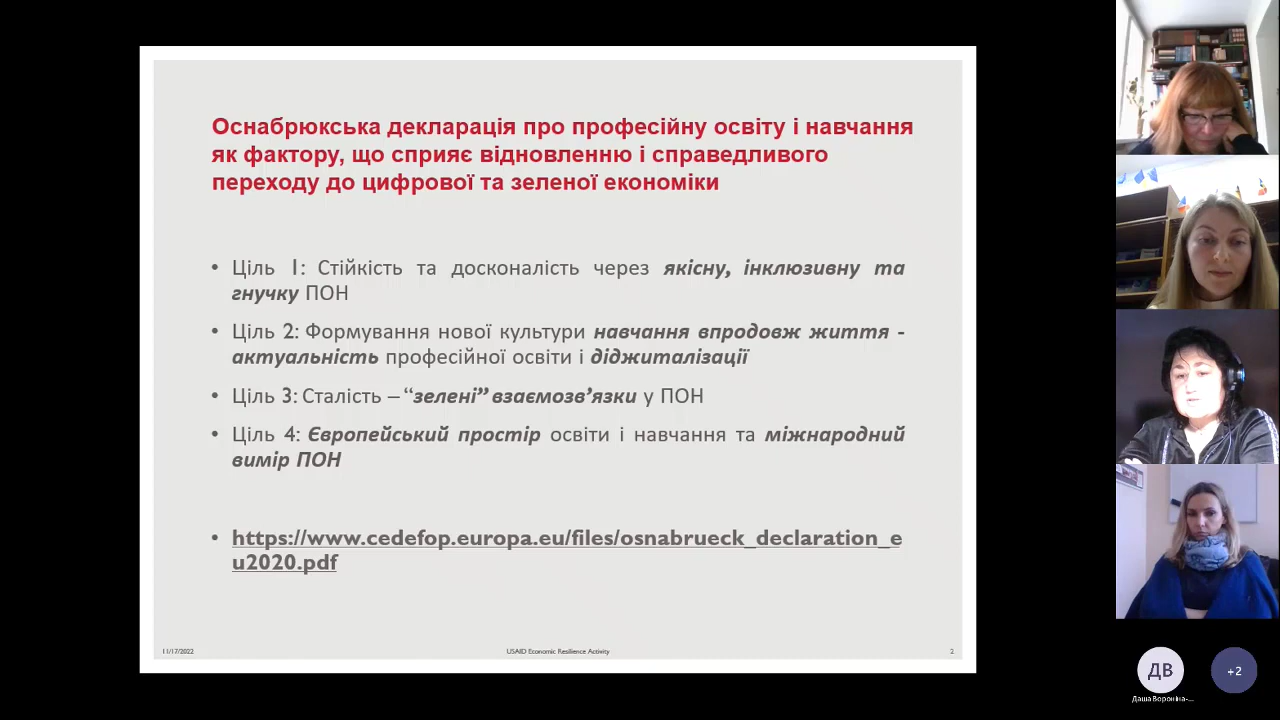 Оснабрюкська декларація про професійну освіту і навчання
як фактору, що сприяє відновленню і справедливого
переходу до цифрової та зеленої економіки
• Ціль 1: Стійкість та досконалість через якісну, інклюзивну та
гнучку ПОН
• Ціль 2: Формування нової культури навчання впродовж життя -
актуальність професійної освіти і діджиталізації
• Ціль 3: Сталість – “зелені” взаємозв’язки у ПОН
• Ціль 4: Європейський простір освіти і навчання та міжнародний
вимір ПОН
• https://www.cedefop.europa.eu/files/osnabrueck_declaration_e
u2020.pdf
11/17/2022
USAID Economic Resilience Activity
2
ДВ
+2
Даша Вороніна-...